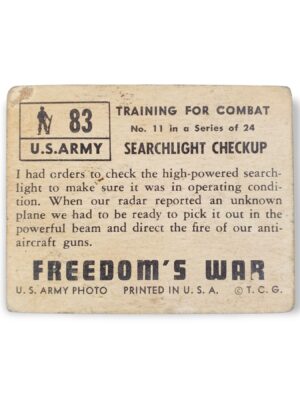 83
U.S.ARMY
TRAINING FOR COMBAT
No. 11 in a Series of 24
SEARCHLIGHT CHECKUP
I had orders to check the high-powered search-
light to make sure it was in operating condi-
tion. When our radar reported an unknown
plane we had to be ready to pick it out in the
powerful beam and direct the fire of our anti-
aircraft guns.
FREEDOM'S WAR
U. S. ARMY PHOTO PRINTED IN U. S. A. © T. C. G.